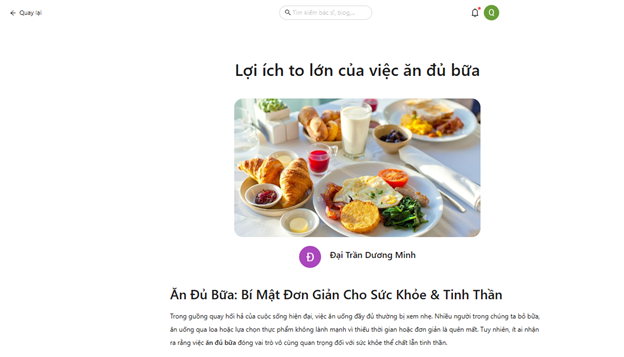 Quay lại
Tìm kiếm bác sĩ, blog,...
Q
Lợi ích to lớn của việc ăn đủ bữa
Đ
Đại Trần Dương Minh
Ăn Đủ Bữa: Bí Mật Đơn Giản Cho Sức Khỏe & Tinh Thần
Trong guồng quay hối hả của cuộc sống hiện đại, việc ăn uống đầy đủ thường bị xem nhẹ. Nhiều người trong chúng ta bỏ bữa,
ăn uống qua loa hoặc lựa chọn thực phẩm không lành mạnh vì thiếu thời gian hoặc đơn giản là quên mất. Tuy nhiên, ít ai nhận
ra rằng việc ăn đủ bữa đóng vai trò vô cùng quan trọng đối với sức khỏe thể chất lẫn tinh thần.